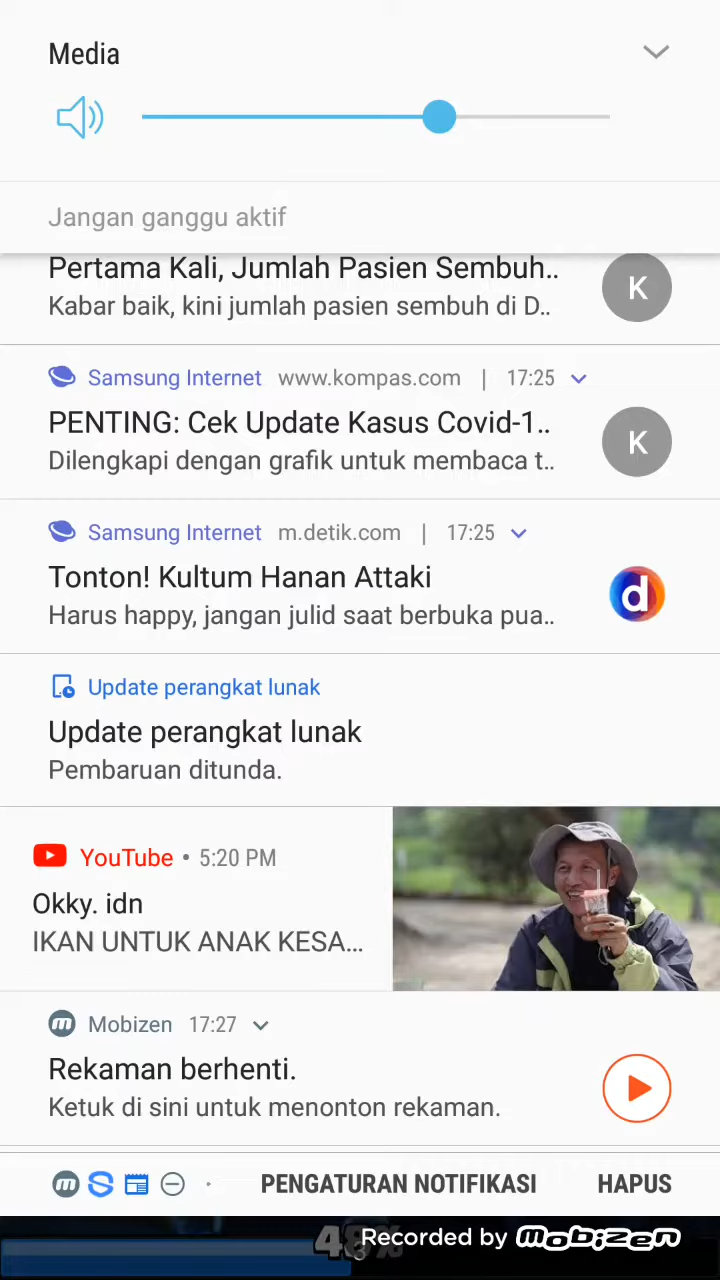 Media
Jangan ganggu aktif
Pertama Kali, Jumlah Pasien Sembuh..
Kabar baik, kini jumlah pasien sembuh di D..
K
Samsung Internet www.kompas.com | 17:25
PENTING: Cek Update Kasus Covid-1..
Dilengkapi dengan grafik untuk membaca t..
K
Samsung Internet m.detik.com | 17:25
Tonton! Kultum Hanan Attaki
Harus happy, jangan julid saat berbuka pua..
d
Update perangkat lunak
Update perangkat lunak
Pembaruan ditunda.
YouTube • 5:20 PM
Okky. idn
IKAN UNTUK ANAK KESA...
m Mobizen 17:27
Rekaman berhenti.
Ketuk di sini untuk menonton rekaman.
m S PENGATURAN NOTIFIKASI HAPUS
Recorded by mobizen